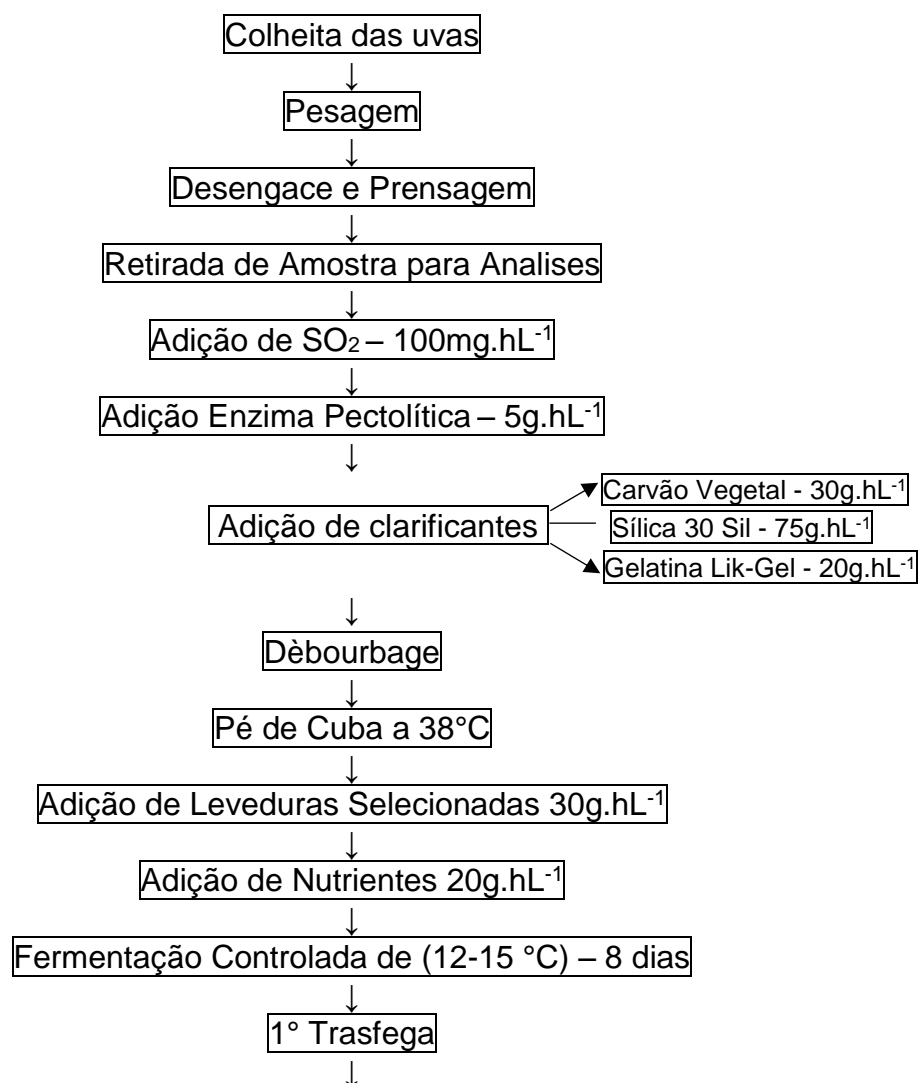 Colheita das uvas
↓
Pesagem
↓
Desengace e Prensagem
↓
Retirada de Amostra para Analises
↓
Adição de SO₂ – 100mg.hL⁻¹
↓
Adição Enzima Pectolítica – 5g.hL⁻¹
↓
Carvão Vegetal - 30g.hL⁻¹
Adição de clarificantes
Sílica 30 Sil - 75g.hL⁻¹
Gelatina Lik-Gel - 20g.hL⁻¹
↓
Dèbourbage
↓
Pé de Cuba a 38°C
↓
Adição de Leveduras Selecionadas 30g.hL⁻¹
↓
Adição de Nutrientes 20g.hL⁻¹
↓
Fermentação Controlada de (12-15 °C) – 8 dias
↓
1° Trasfega
↓